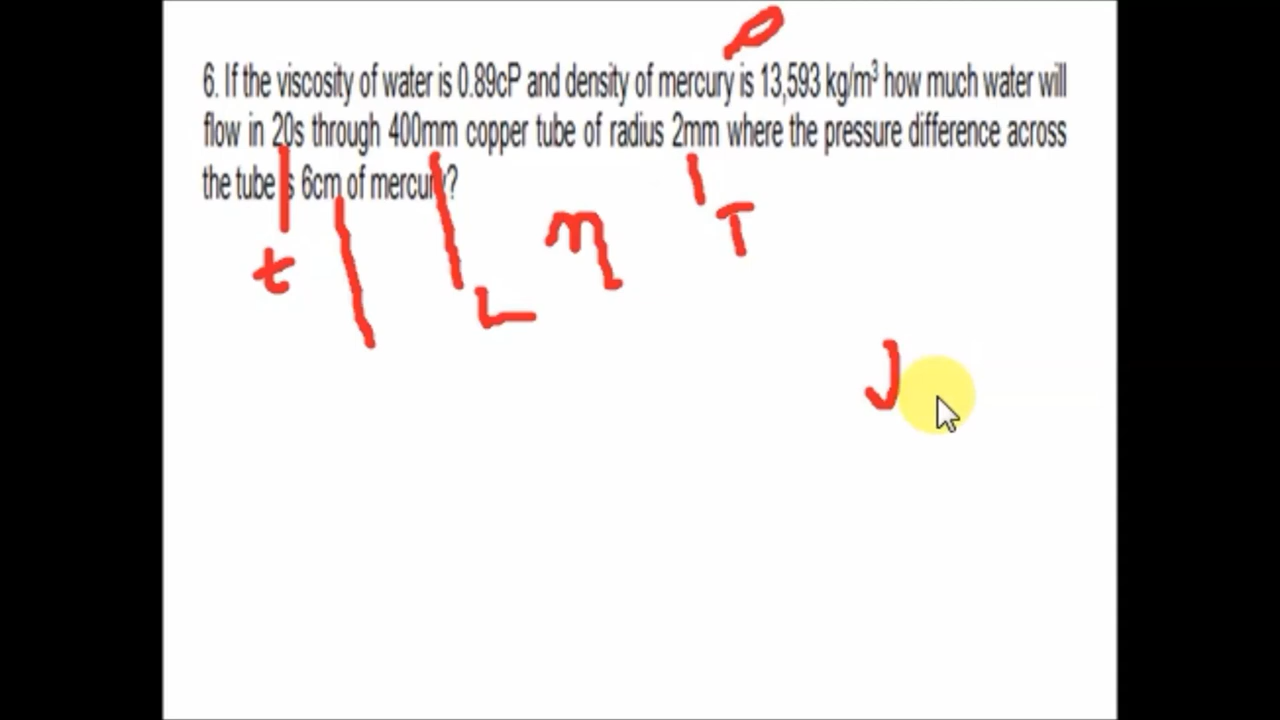 ρ
6. If the viscosity of water is 0.89cP and density of mercury is 13,593 kg/m³ how much water will
flow in 20s through 400mm copper tube of radius 2mm where the pressure difference across
the tube is 6cm of mercury?
t L η r